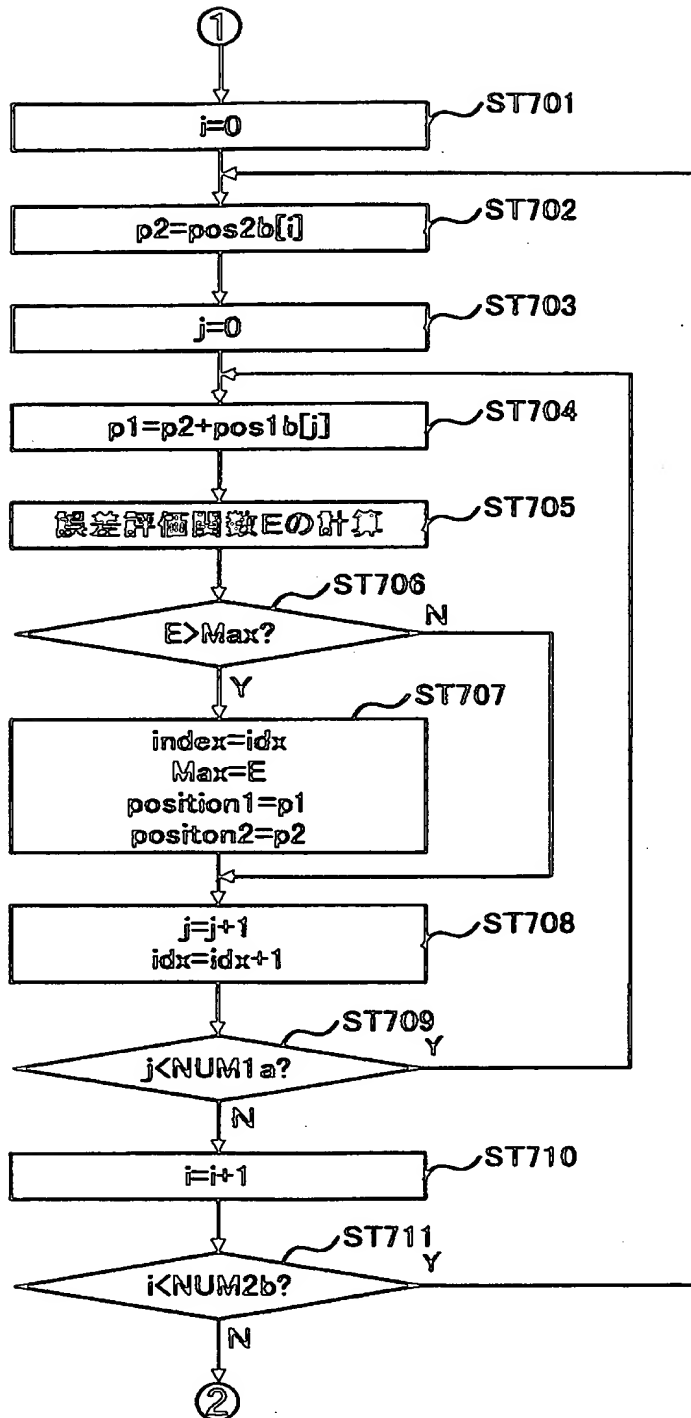 ①
ST701
i=0
ST702
p2=pos2b[i]
ST703
j=0
ST704
p1=p2+pos1b[j]
ST705
誤差評価関数Eの計算
ST706
E>Max?
N
Y
ST707
index=idx
Max=E
position1=p1
positon2=p2
ST708
j=j+1
idx=idx+1
ST709
j<NUM1a?
Y
N
ST710
i=i+1
ST711
i<NUM2b?
Y
N
②